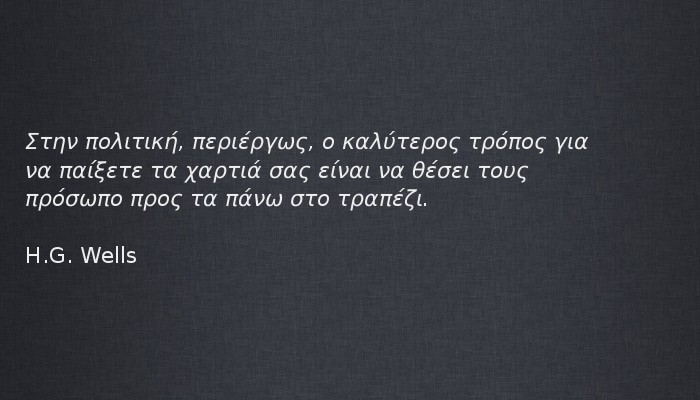 Στην πολιτική, περιέργως, ο καλύτερος τρόπος για
να παίξετε τα χαρτιά σας είναι να θέσει τους
πρόσωπο προς τα πάνω στο τραπέζι.
H.G. Wells